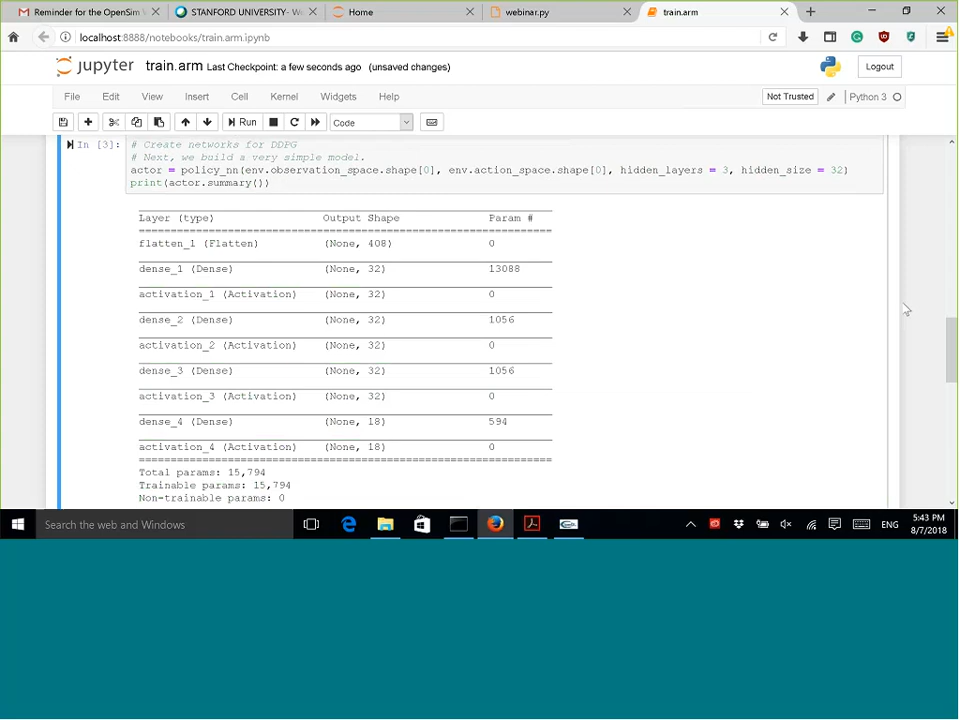 Reminder for the OpenSim
STANFORD UNIVERSITY- We
Home
webinar.py
train.arm
localhost:8888/notebooks/train.arm.ipynb
jupyter train.arm Last Checkpoint: a few seconds ago (unsaved changes)
Logout
File Edit View Insert Cell Kernel Widgets Help
Not Trusted
Python 3
Run
Code
In [3]:
# Create networks for DDPG
# Next, we build a very simple model.
actor = policy_nn(env.observation_space.shape[0], env.action_space.shape[0], hidden_layers = 3, hidden_size = 32)
print(actor.summary())
Layer (type) Output Shape Param #
=================================================================
flatten_1 (Flatten) (None, 408) 0
dense_1 (Dense) (None, 32) 13088
activation_1 (Activation) (None, 32) 0
dense_2 (Dense) (None, 32) 1056
activation_2 (Activation) (None, 32) 0
dense_3 (Dense) (None, 32) 1056
activation_3 (Activation) (None, 32) 0
dense_4 (Dense) (None, 18) 594
activation_4 (Activation) (None, 18) 0
=================================================================
Total params: 15,794
Trainable params: 15,794
Non-trainable params: 0
Search the web and Windows
ENG
5:43 PM
8/7/2018